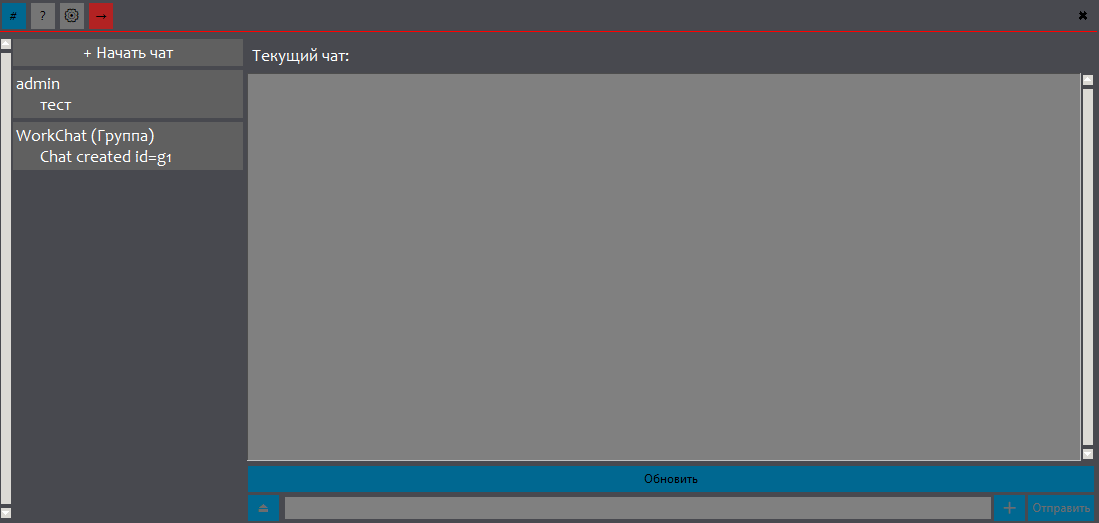 # ? →
+ Начать чат
admin
тест
WorkChat (Группа)
Chat created id=g1
Текущий чат:
Обновить
+ Отправить